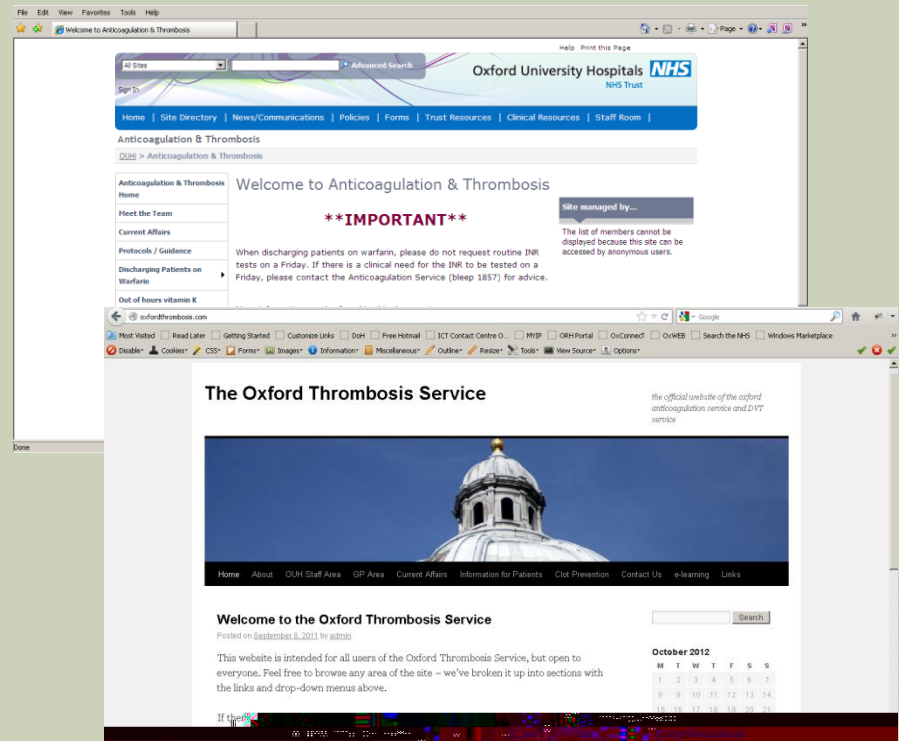 File Edit View Favorites Tools Help
Welcome to Anticoagulation & Thrombosis
Page
Help Print this Page
All Sites
Advanced Search
Oxford University Hospitals NHS
NHS Trust
Sign In
Home | Site Directory | News/Communications | Policies | Forms | Trust Resources | Clinical Resources | Staff Room |
Anticoagulation & Thrombosis
OUHi > Anticoagulation & Thrombosis
Anticoagulation & Thrombosis
Home
Meet the Team
Current Affairs
Protocols / Guidance
Discharging Patients on
Warfarin
Out of hours vitamin K
Welcome to Anticoagulation & Thrombosis
**IMPORTANT**
When discharging patients on warfarin, please do not request routine INR
tests on a Friday. If there is a clinical need for the INR to be tested on a
Friday, please contact the Anticoagulation Service (bleep 1857) for advice.
Site managed by...
The list of members cannot be
displayed because this site can be
accessed by anonymous users.
Done
oxfordthrombosis.com
Google
Most Visited Read Later Getting Started Customize Links DoH Free Hotmail ICT Contact Centre O... MYIP ORH Portal OxConnecT OxWEB Search the NHS Windows Marketplace
Disable Cookies CSS Forms Images Information Miscellaneous Outline Resize Tools View Source Options
The Oxford Thrombosis Service
the official website of the oxford
anticoagulation service and DVT
service
Home About OUH Staff Area GP Area Current Affairs Information for Patients Clot Prevention Contact Us e-learning Links
Welcome to the Oxford Thrombosis Service
Posted on September 8, 2011 by admin
This website is intended for all users of the Oxford Thrombosis Service, but open to
everyone. Feel free to browse any area of the site – we've broken it up into sections with
the links and drop-down menus above.
If there
Search
October 2012
M T W T F S S
1 2 3 4 5 6 7
8 9 10 11 12 13 14
15 16 17 18 19 20 21